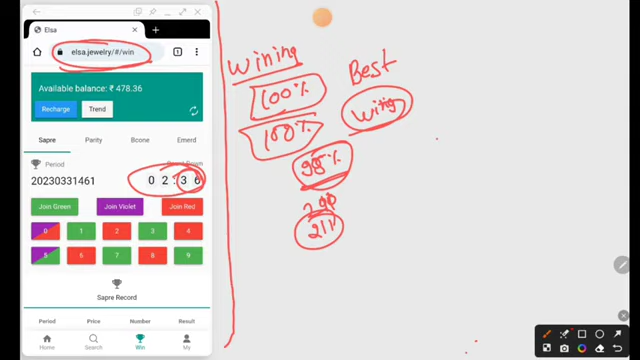 Elsa
elsa.jewelry/#/win
1
Available balance: ₹ 478.36
Recharge
Trend
Sapre
Parity
Bcone
Emerd
Period
20230331461
0 2 : 3 6
Join Green
Join Violet
Join Red
0
1
2
3
4
5
6
7
8
9
Sapre Record
Period
Price
Number
Result
Home
Search
Win
My
Wining
100%
100%
98%
211
Best